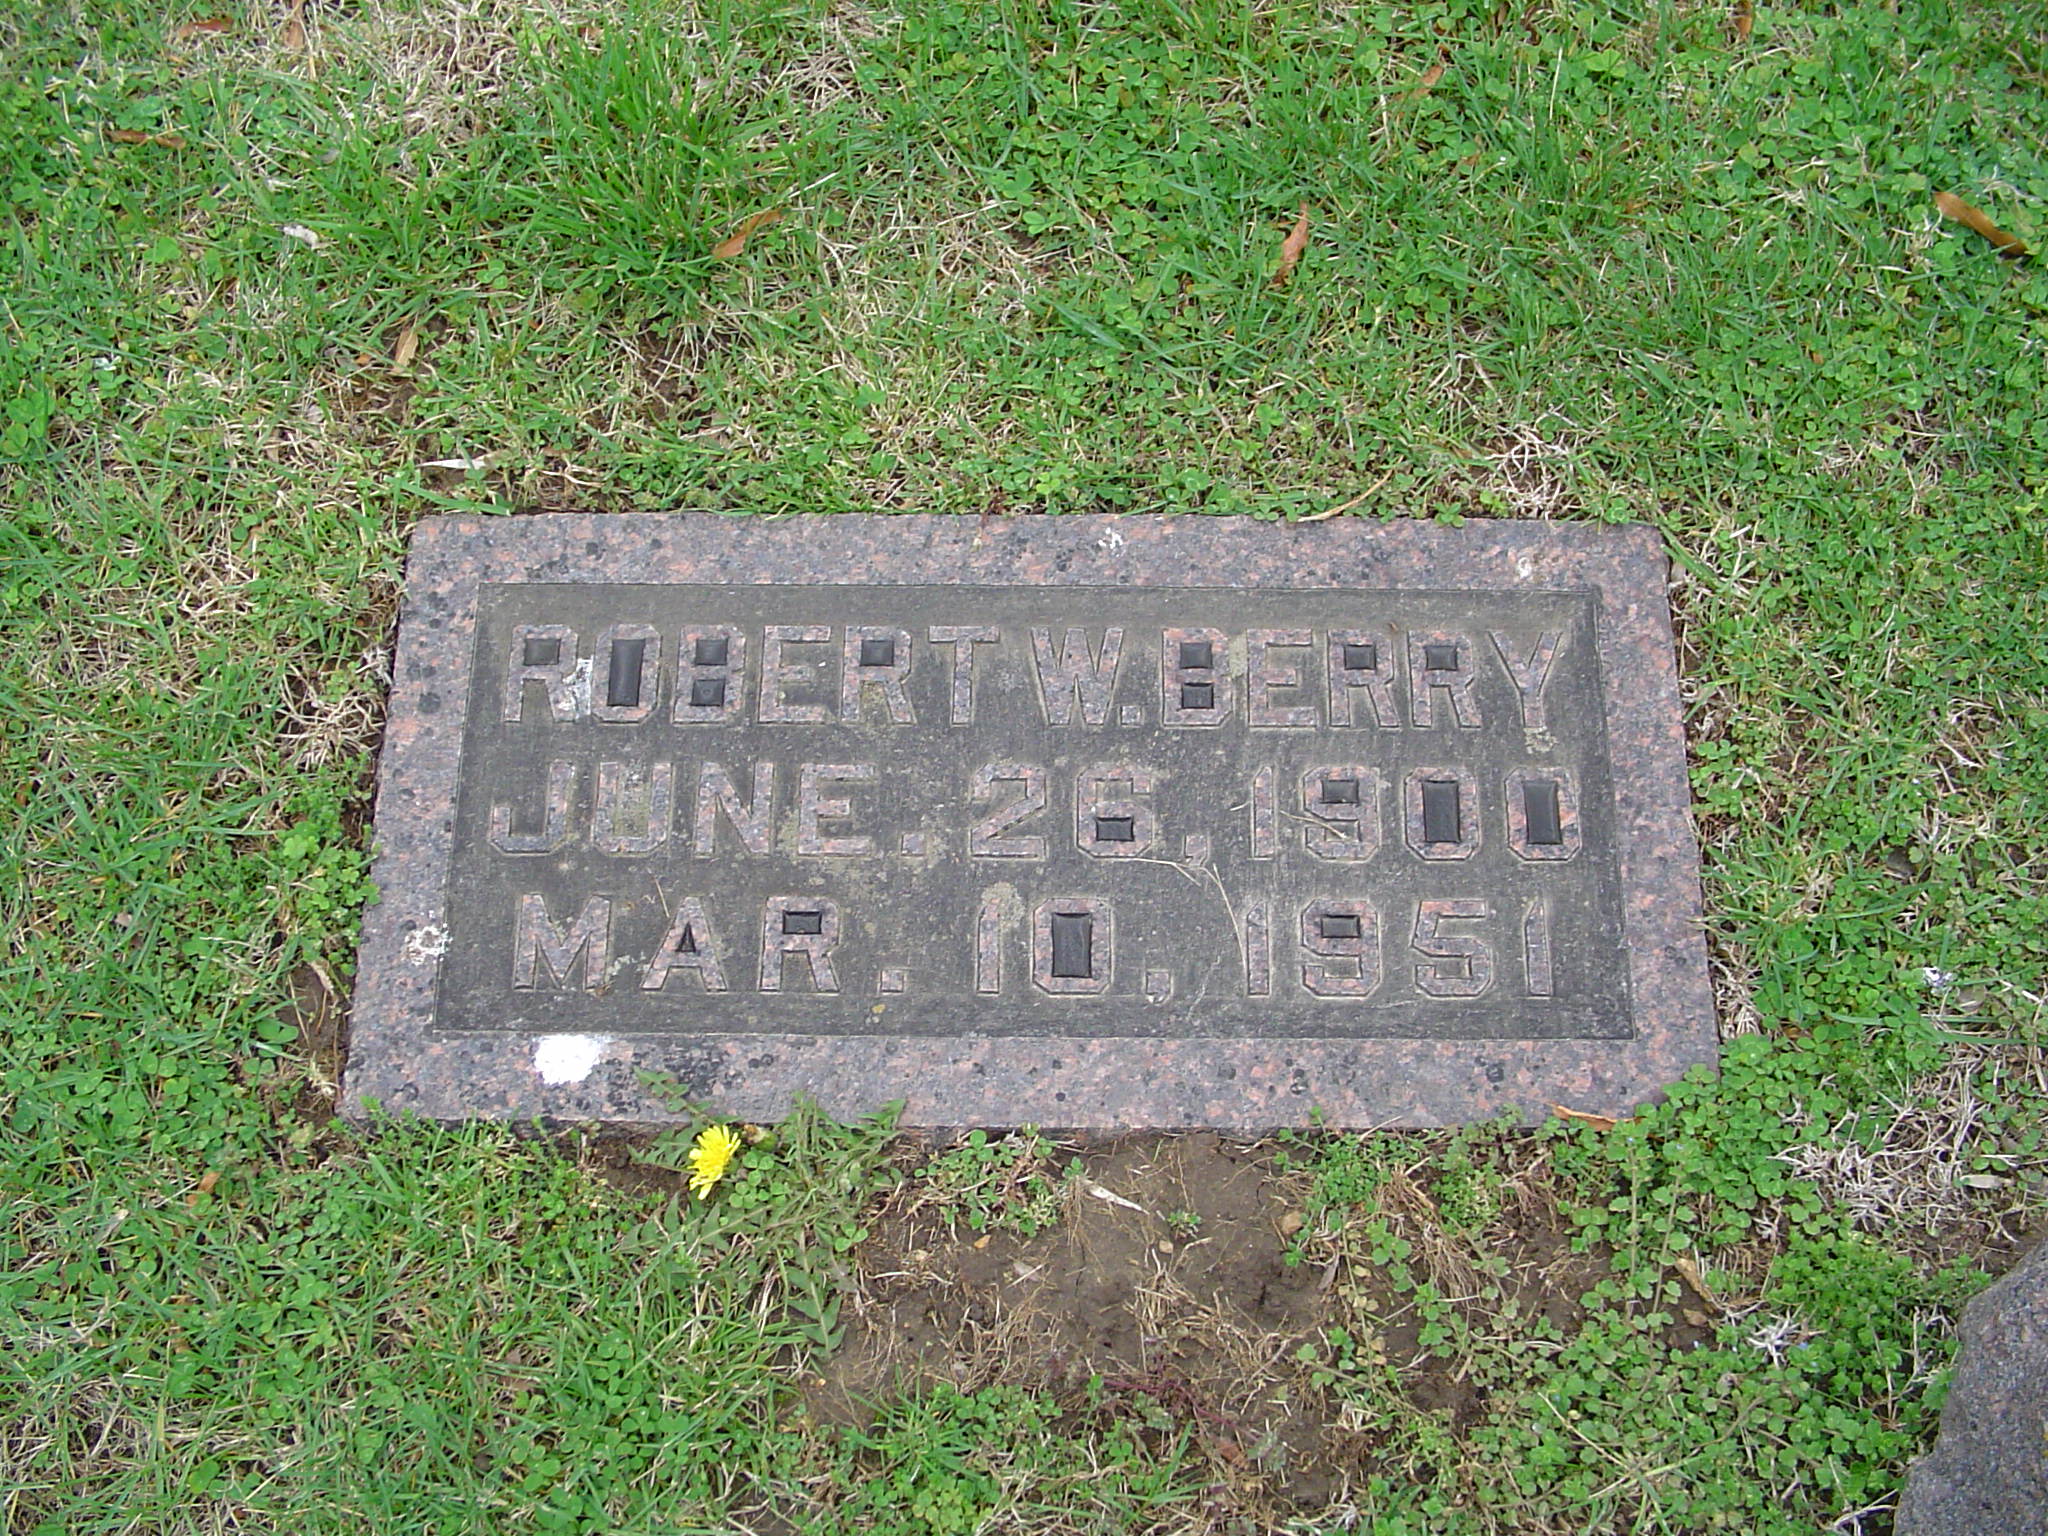 ROBERT W. BERRY
JUNE. 26, 1900
MAR. 10, 1951